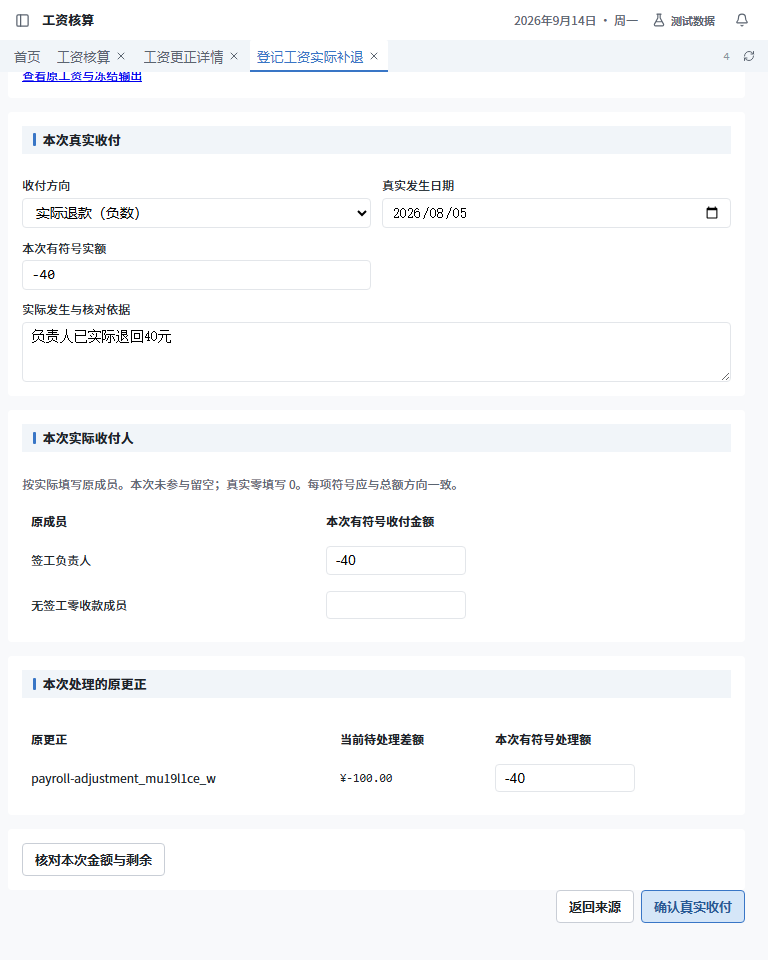 工资核算
2026年9月14日 · 周一
测试数据
首页
工资核算 ×
工资更正详情 ×
登记工资实际补退 ×
4
查看原工资与冻结输出
本次真实收付
收付方向
真实发生日期
实际退款（负数）
2026/08/05
本次有符号实额
-40
实际发生与核对依据
负责人已实际退回40元
本次实际收付人
按实际填写原成员。本次未参与留空；真实零填写 0。每项符号应与总额方向一致。
原成员
本次有符号收付金额
签工负责人
-40
无签工零收款成员
本次处理的原更正
原更正
当前待处理差额
本次有符号处理额
payroll-adjustment_mu19l1ce_w
¥-100.00
-40
核对本次金额与剩余
返回来源
确认真实收付